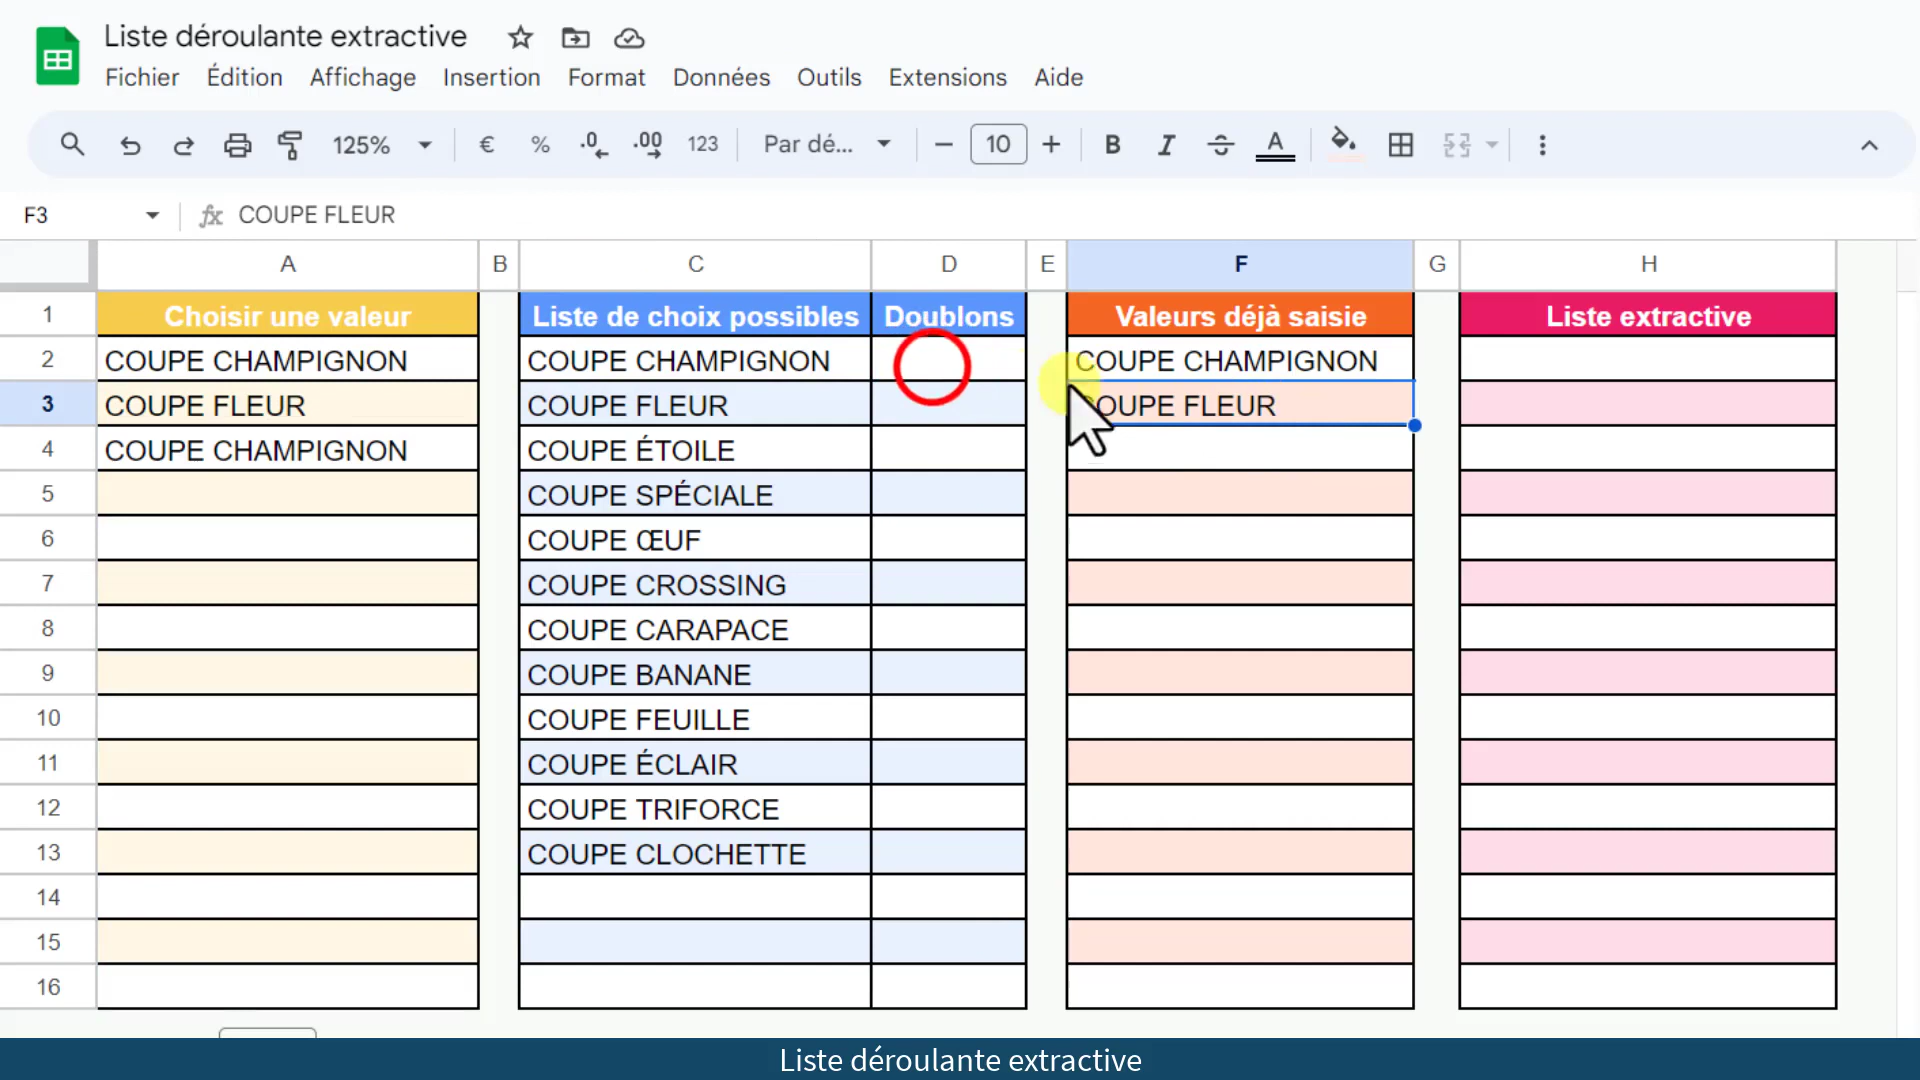 Liste déroulante extractive
Fichier Édition Affichage Insertion Format Données Outils Extensions Aide
125% € % .0 .00 123 Par dé... − 10 + B I A
F3 fx COUPE FLEUR
A B C D E F G H
1 Choisir une valeur Liste de choix possibles Doublons Valeurs déjà saisie Liste extractive
2 COUPE CHAMPIGNON COUPE CHAMPIGNON COUPE CHAMPIGNON
3 COUPE FLEUR COUPE FLEUR COUPE FLEUR
4 COUPE CHAMPIGNON COUPE ÉTOILE
5 COUPE SPÉCIALE
6 COUPE ŒUF
7 COUPE CROSSING
8 COUPE CARAPACE
9 COUPE BANANE
10 COUPE FEUILLE
11 COUPE ÉCLAIR
12 COUPE TRIFORCE
13 COUPE CLOCHETTE
14
15
16
Liste déroulante extractive